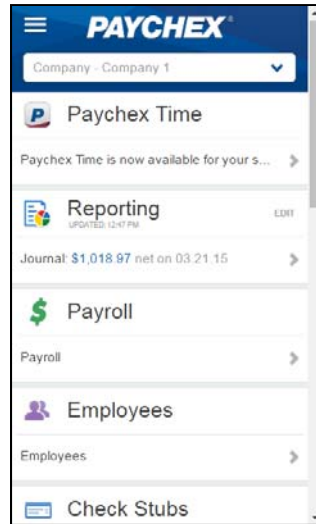 PAYCHEX®
Company - Company 1
Paychex Time
Paychex Time is now available for your s...
Reporting
EDIT
UPDATED: 12:47 PM
Journal: $1,018.97 net on 03.21.15
Payroll
Payroll
Employees
Employees
Check Stubs